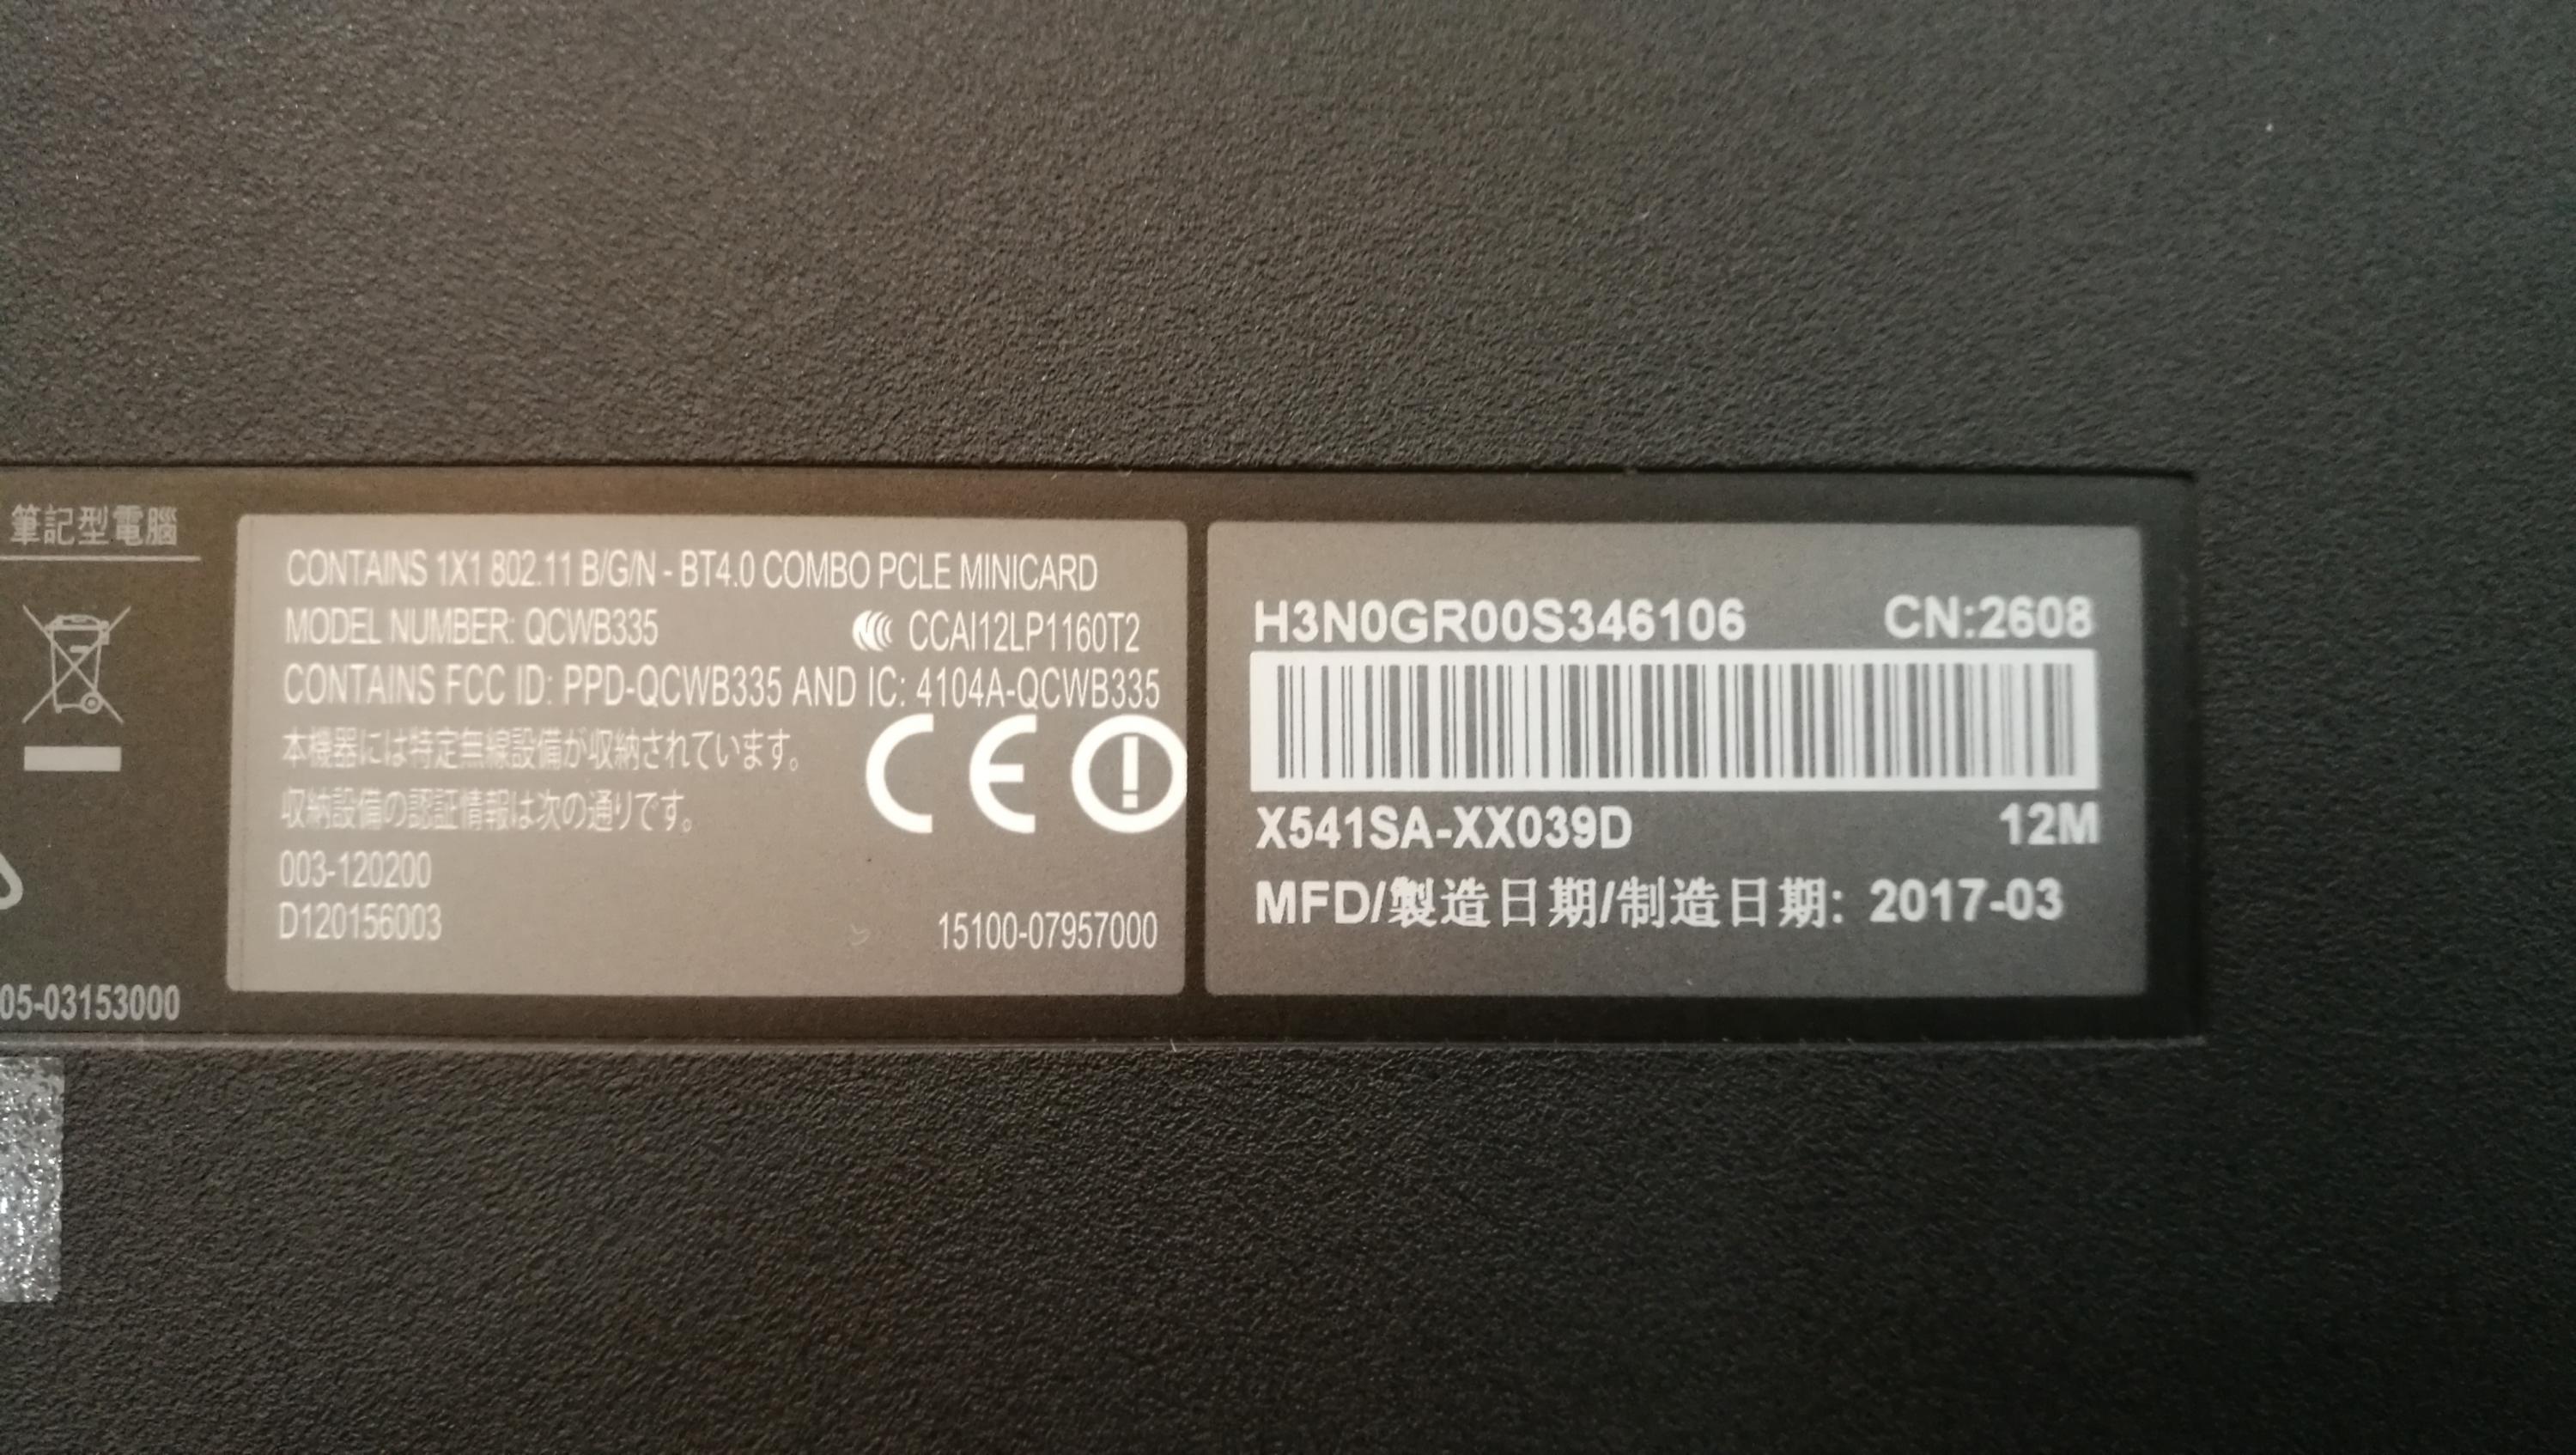 筆記型電腦
05-03153000
CONTAINS 1X1 802.11 B/G/N - BT4.0 COMBO PCLE MINICARD
MODEL NUMBER: QCWB335 CCAI12LP1160T2
CONTAINS FCC ID: PPD-QCWB335 AND IC: 4104A-QCWB335
本機器には特定無線設備が収納されています。
収納設備の認証情報は次の通りです。
CE
003-120200
D120156003
15100-07957000
H3N0GR00S346106 CN:2608
X541SA-XX039D 12M
MFD/製造日期/制造日期: 2017-03